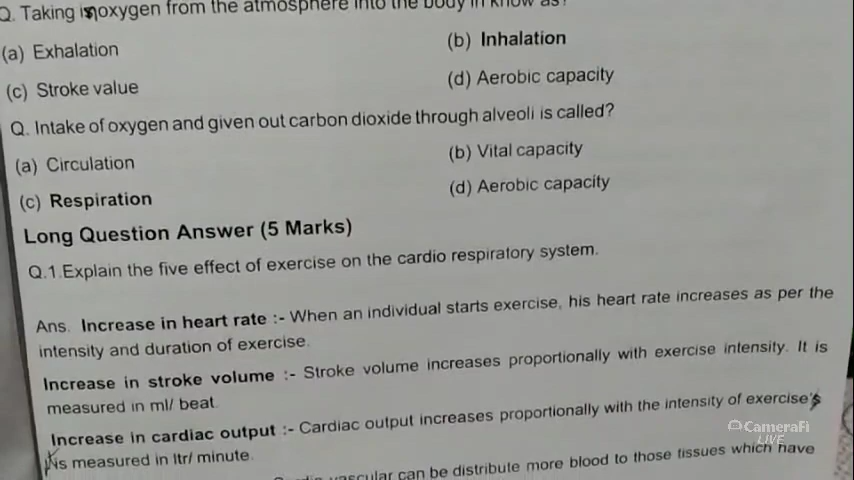 Q. Taking in oxygen from the atmosphere into the body in know as?
(a) Exhalation
(b) Inhalation
(c) Stroke value
(d) Aerobic capacity
Q. Intake of oxygen and given out carbon dioxide through alveoli is called?
(a) Circulation
(b) Vital capacity
(c) Respiration
(d) Aerobic capacity
Long Question Answer (5 Marks)
Q.1.Explain the five effect of exercise on the cardio respiratory system.
Ans. Increase in heart rate :- When an individual starts exercise, his heart rate increases as per the
intensity and duration of exercise.
Increase in stroke volume :- Stroke volume increases proportionally with exercise intensity. It is
measured in ml/ beat.
Increase in cardiac output :- Cardiac output increases proportionally with the intensity of exercise's
is measured in ltr/ minute.
vascular can be distribute more blood to those tissues which have
CameraFi
LIVE